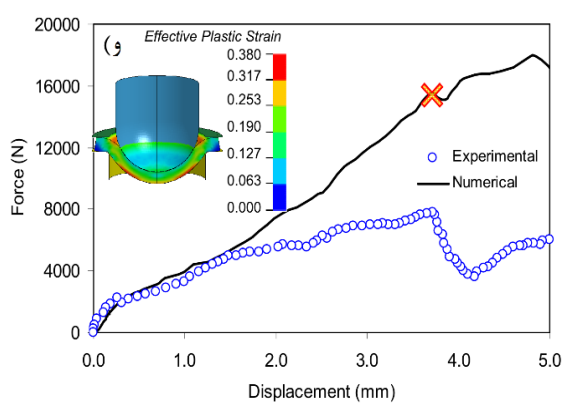 20000
16000
12000
8000
4000
0
Force (N)
و)
Effective Plastic Strain
0.380
0.317
0.253
0.190
0.127
0.063
0.000
Experimental
Numerical
0.0 1.0 2.0 3.0 4.0 5.0
Displacement (mm)